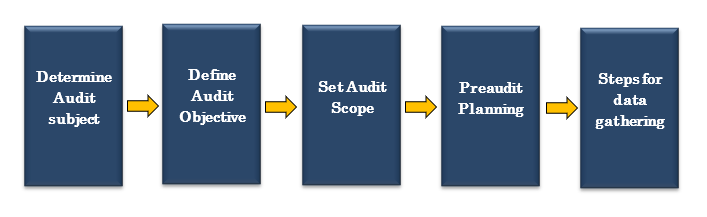 Determine
Audit
subject
Define
Audit
Objective
Set Audit
Scope
Preaudit
Planning
Steps for
data
gathering